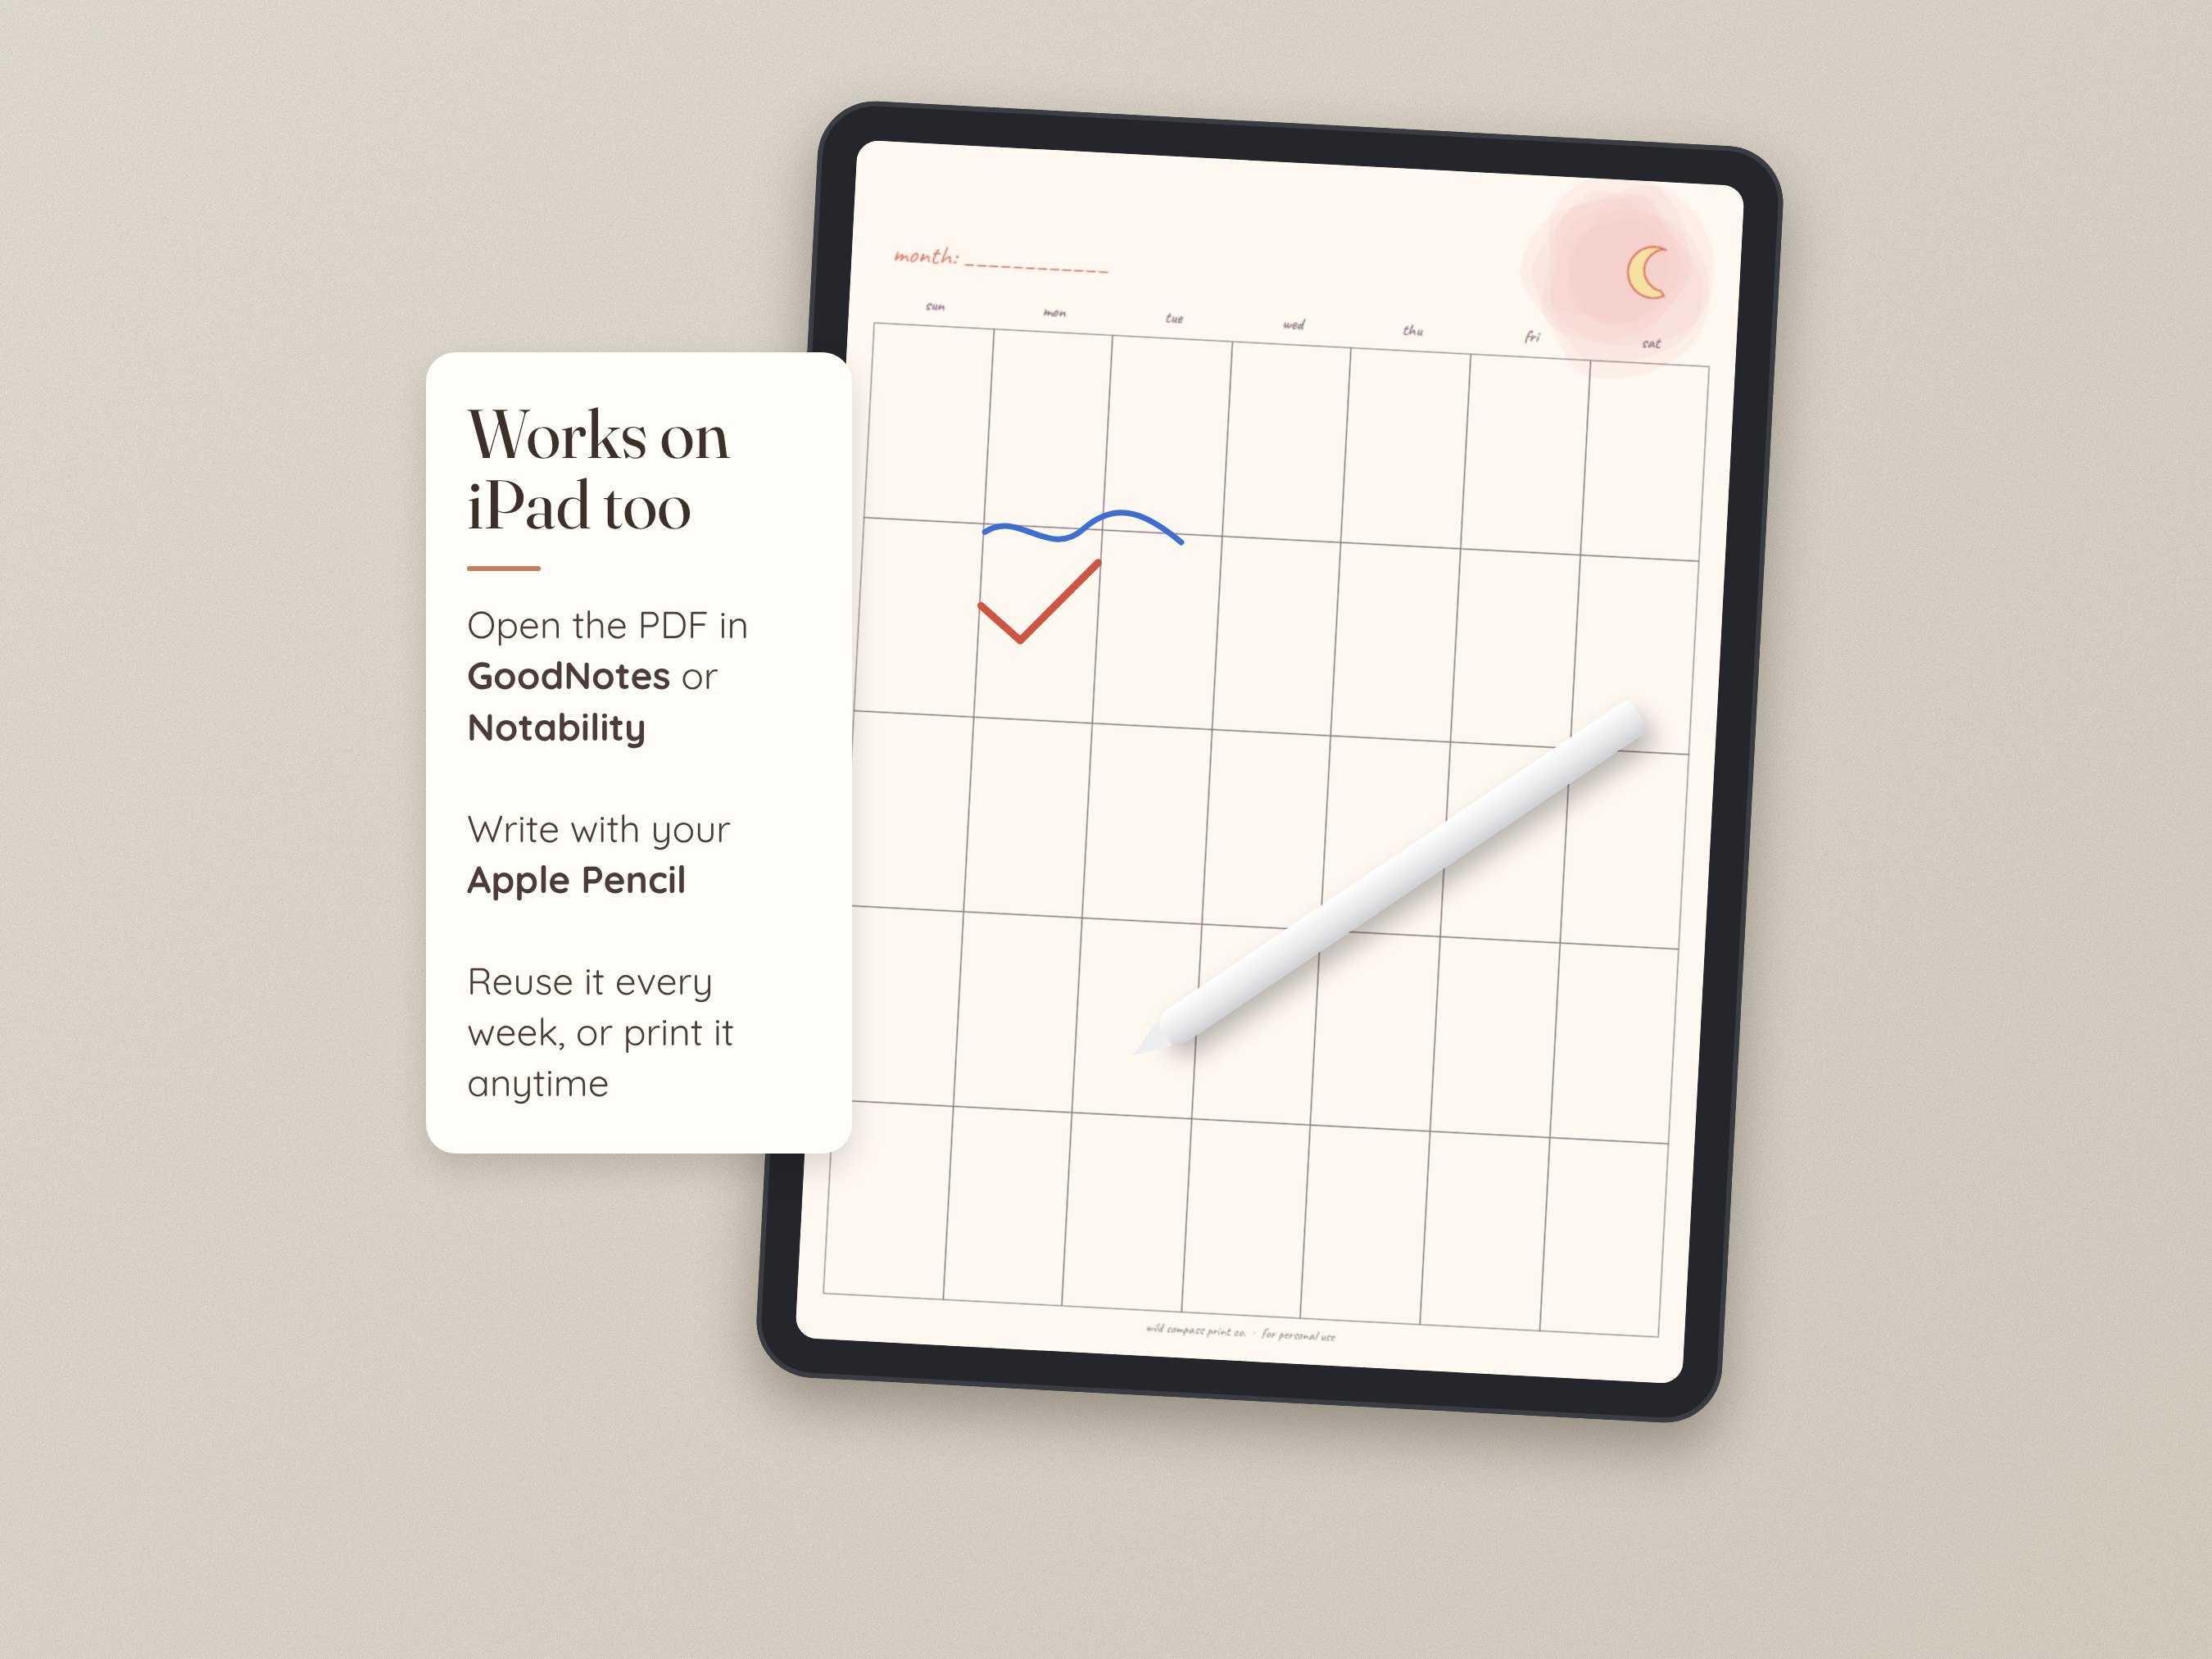 Works on
iPad too
Open the PDF in
GoodNotes or
Notability
Write with your
Apple Pencil
Reuse it every
week, or print it
anytime
month: ____________
sun mon tue wed thu fri sat
wild compass print co. · for personal use